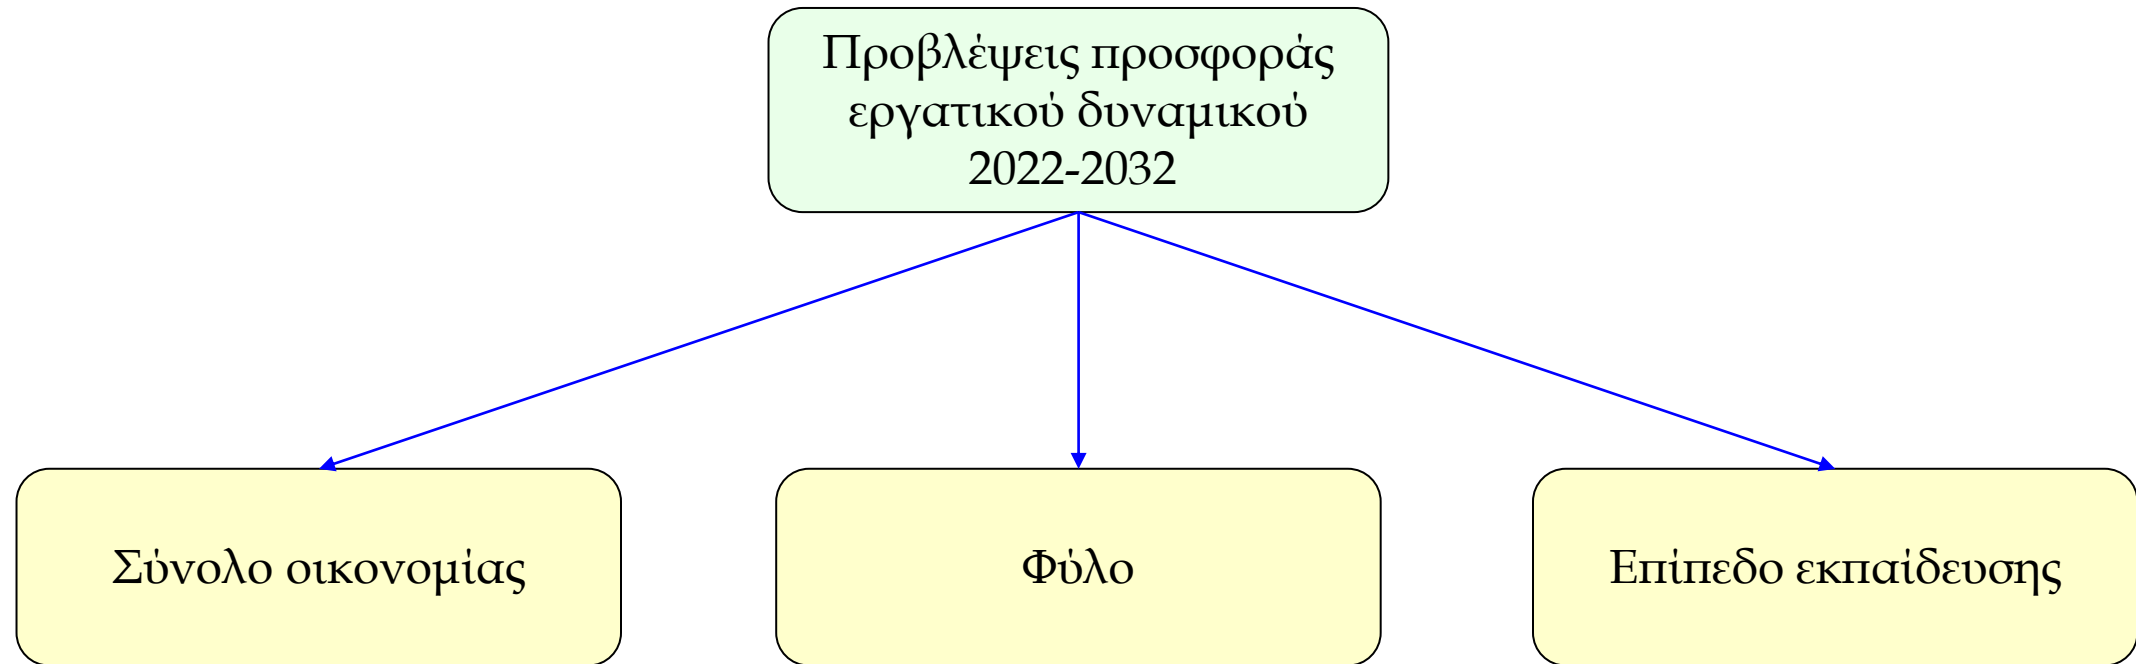 Προβλέψεις προσφοράς
εργατικού δυναμικού
2022-2032
Σύνολο οικονομίας
Φύλο
Επίπεδο εκπαίδευσης